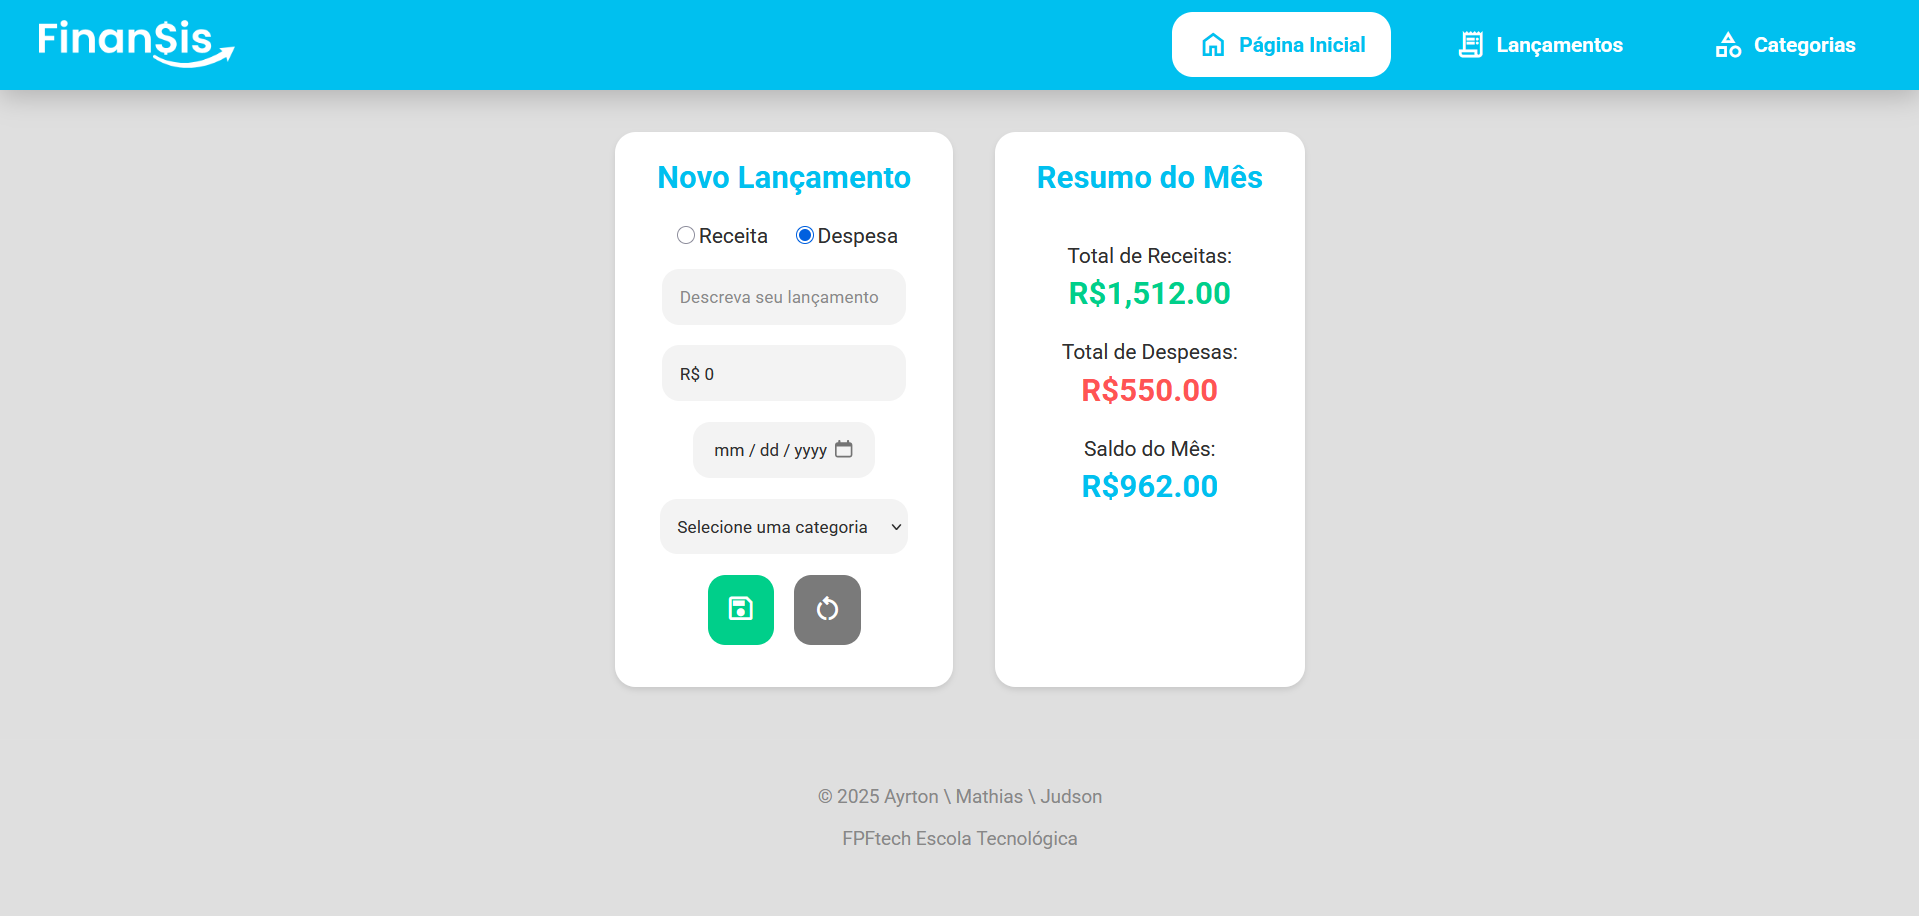 Finan$is
Página Inicial
Lançamentos
Categorias
Novo Lançamento
Receita
Despesa
Descreva seu lançamento
R$ 0
mm / dd / yyyy
Selecione uma categoria
Resumo do Mês
Total de Receitas:
R$1,512.00
Total de Despesas:
R$550.00
Saldo do Mês:
R$962.00
© 2025 Ayrton \ Mathias \ Judson
FPFtech Escola Tecnológica